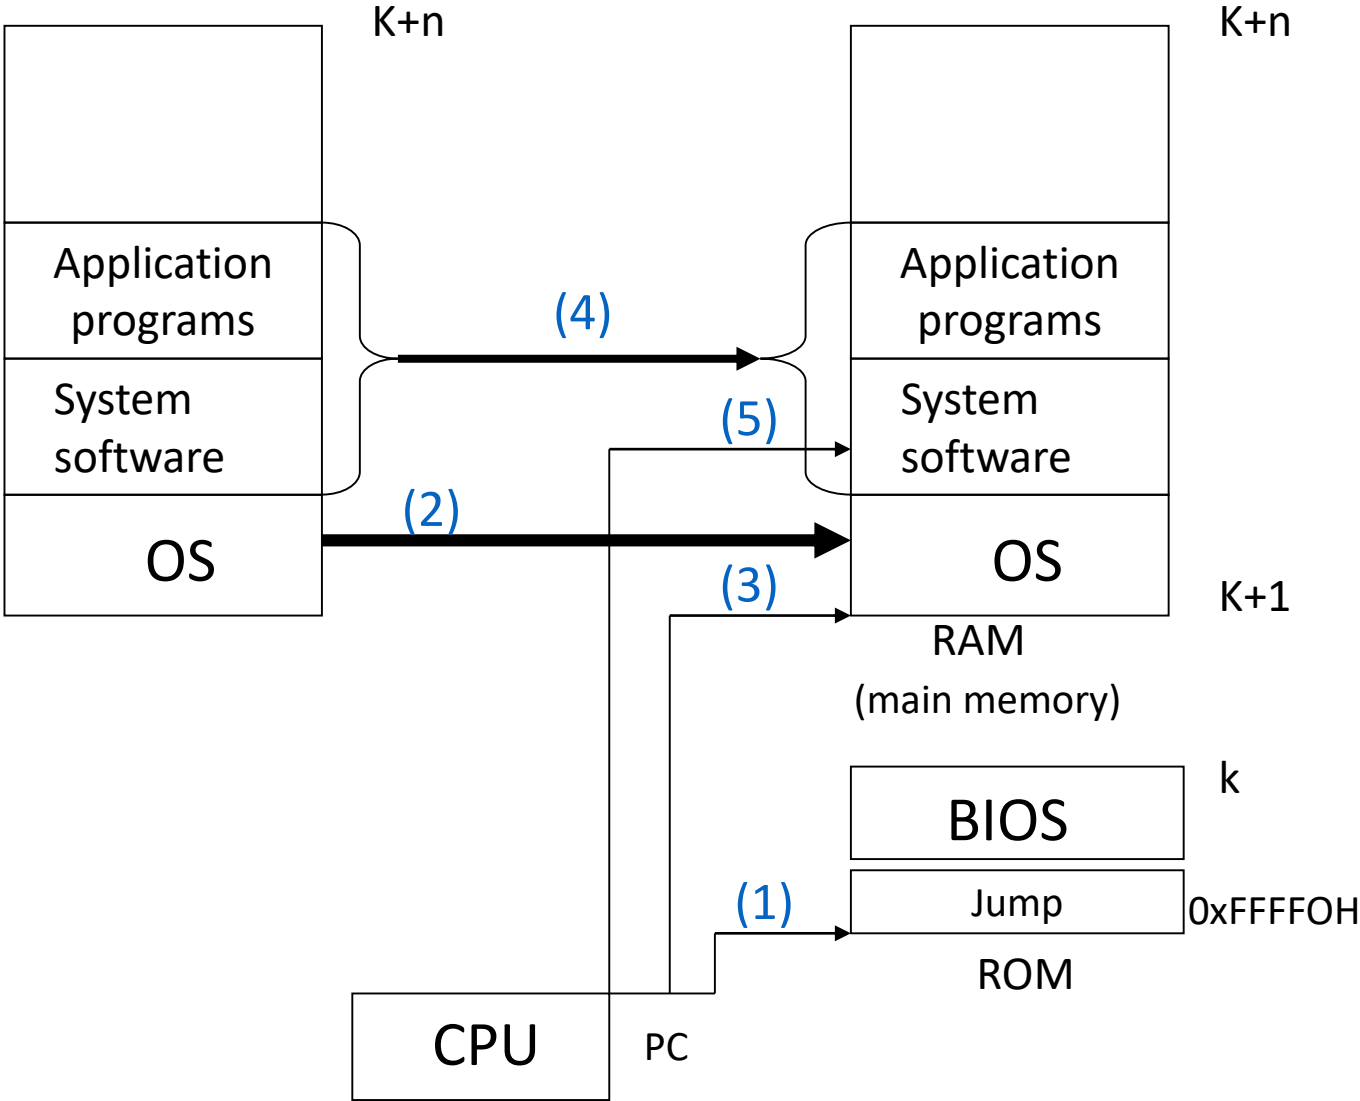 K+n
K+n
Application
programs
(4)
Application
programs
System
software
(5)
System
software
(2)
OS
OS
(3)
K+1
RAM
(main memory)
k
BIOS
(1)
Jump
0xFFFFOH
ROM
CPU
PC